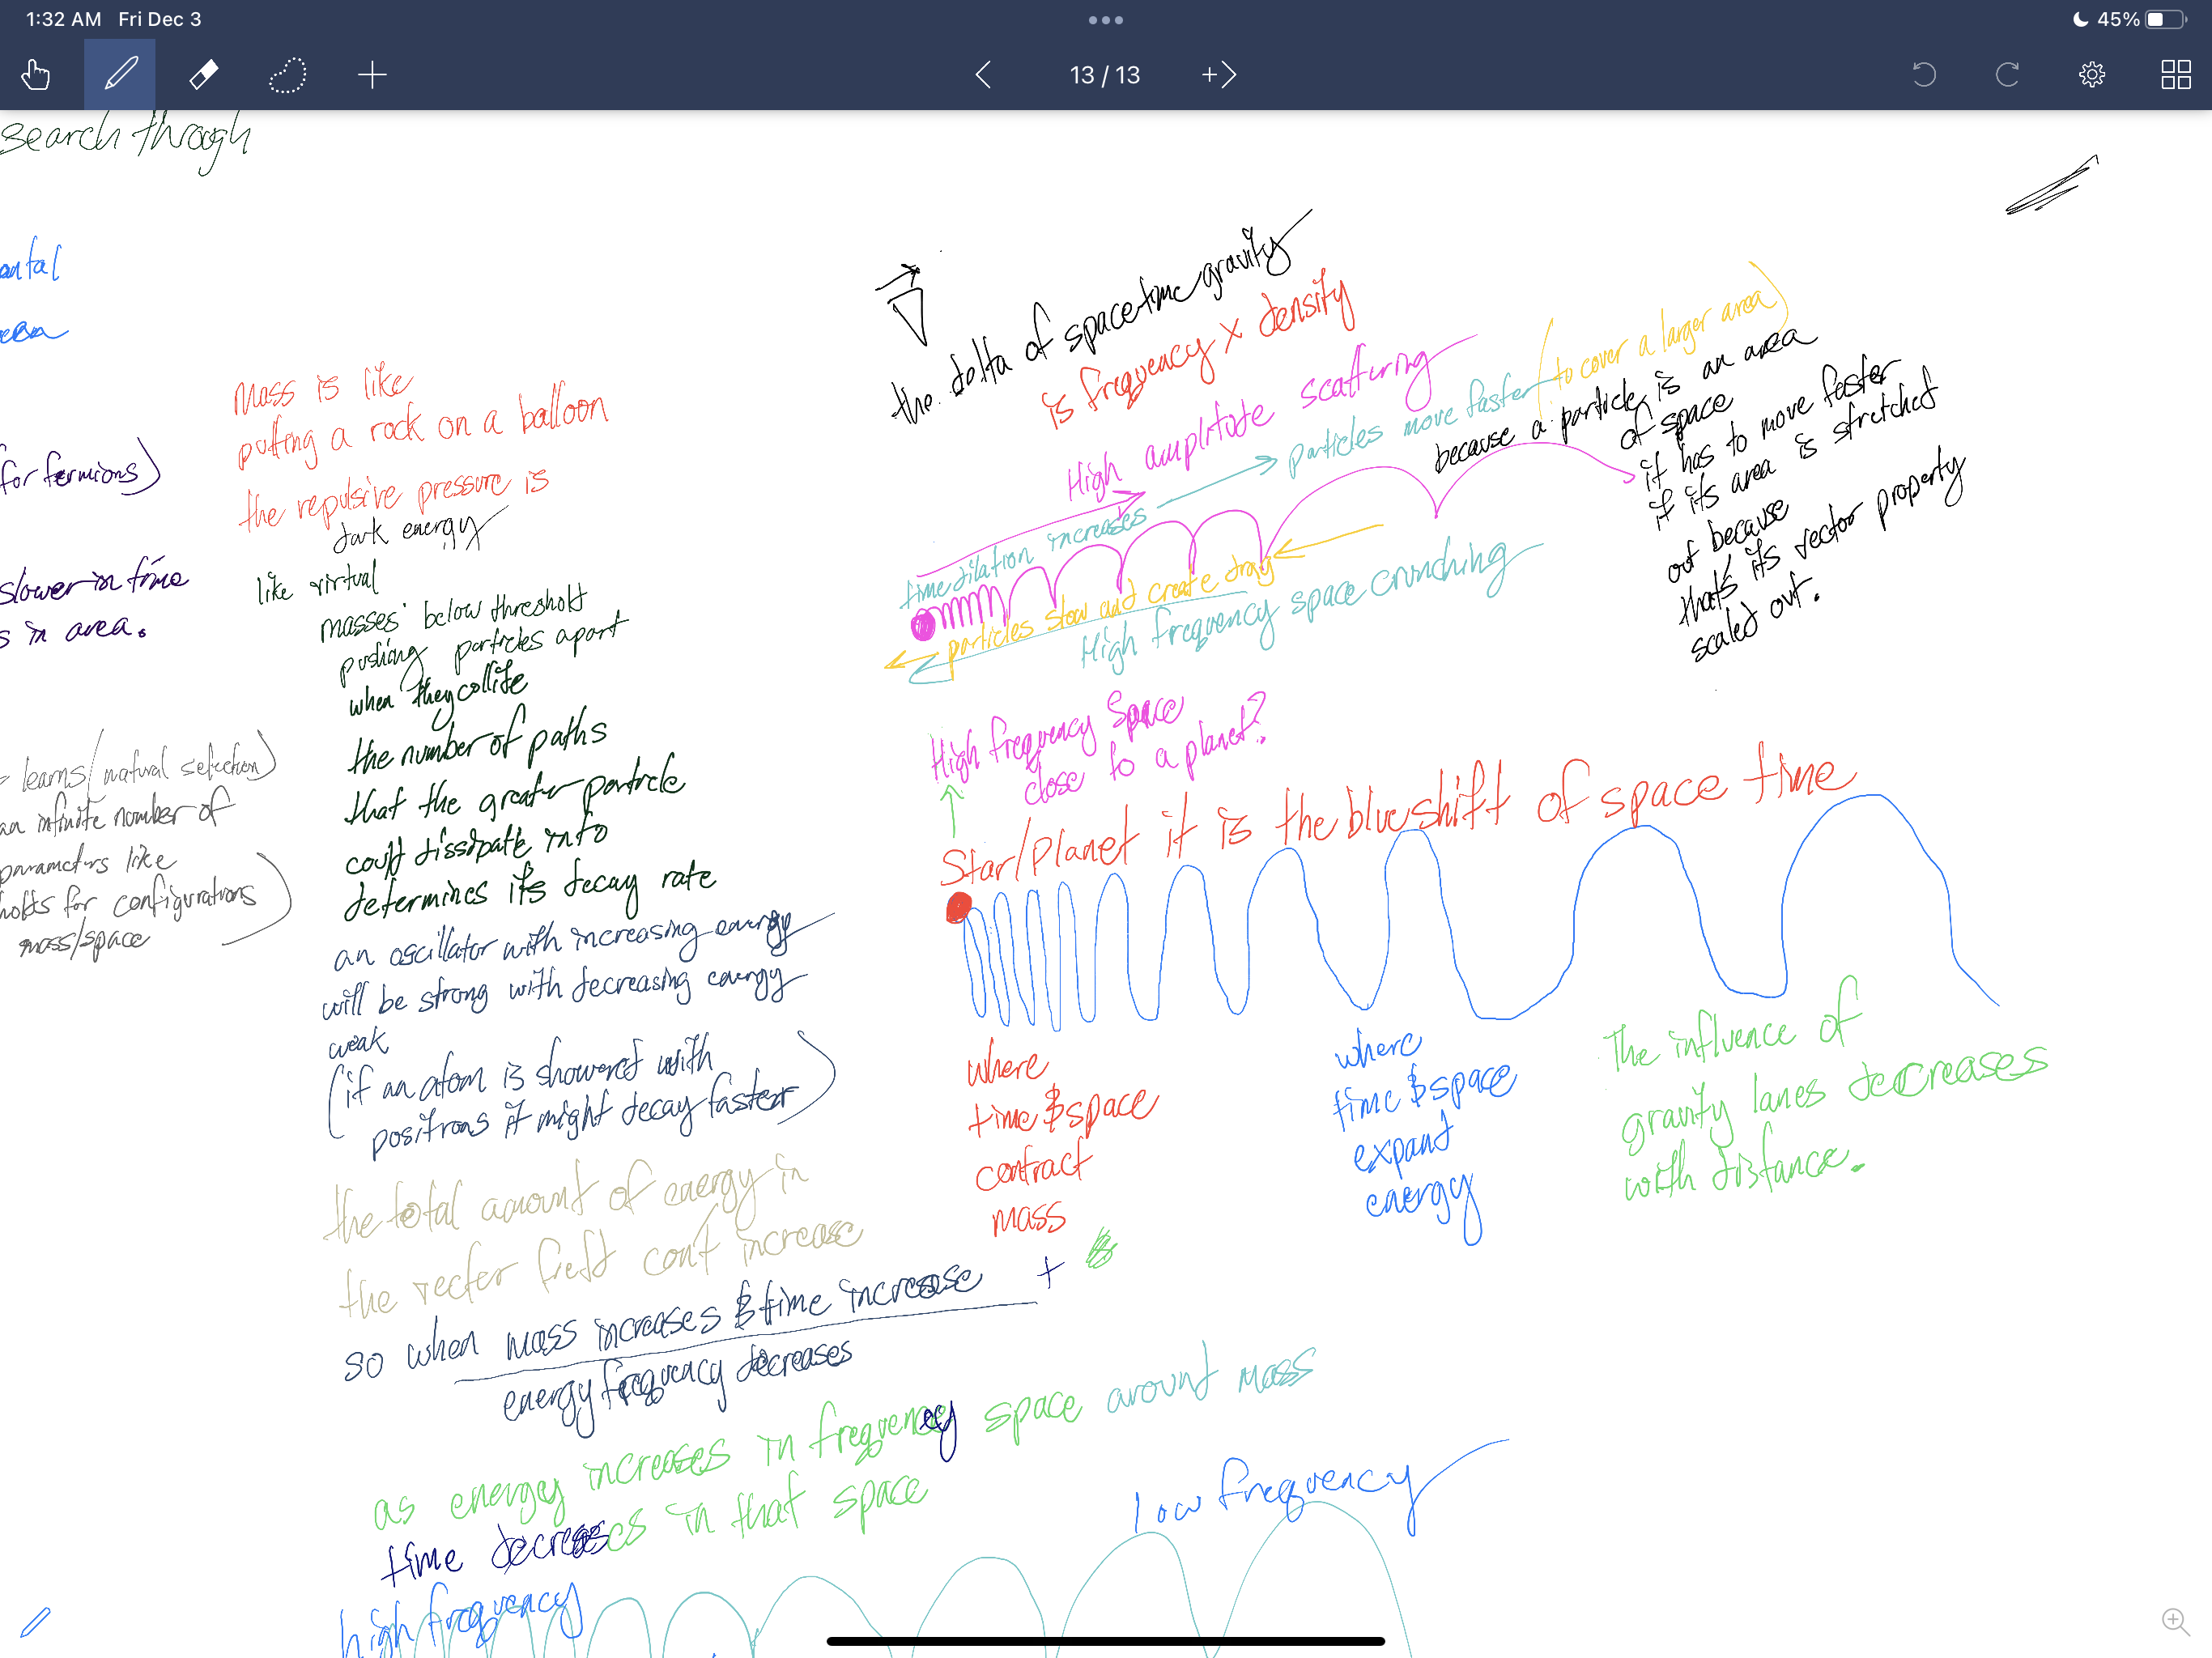 1:32 AM Fri Dec 3
45%
13 / 13
search through
antal
for fermions)
slower in time
s in area.
learns/natural selection)
an infinite number of
parameters like
holds for configurations
mass/space
mass is like
putting a rock on a balloon
the repulsive pressure is
dark energy
like virtual
masses below threshold
pushing particles apart
when they collide
the number of paths
that the greater particle
could dissipate into
determines its decay rate
an oscillator with increasing energy
will be strong with decreasing energy
weak
(if an atom is showered with
positrons it might decay faster)
the total amount of energy in
the vector field can't increase
so when mass increases & time increase +
energy frequency decreases
as energy increases in frequency space around mass
time decreases in that space
high frequency
low frequency
the delta of spacetime gravity
is frequency x density
High amplitute scattering
time dilation increases → particles move faster (to cover a larger area)
because a particle is an area
of space
it has to move faster
if its area is stretched
out because
that's its vector property
scaled out.
particles slow and create drag
High frequency space crunching
High frequency Space
close to a planet?
Star/Planet it is the blueshift of space time
where
time & space
contract
mass
where
time & space
expand
energy
The influence of
gravity lanes decreases
with distance.